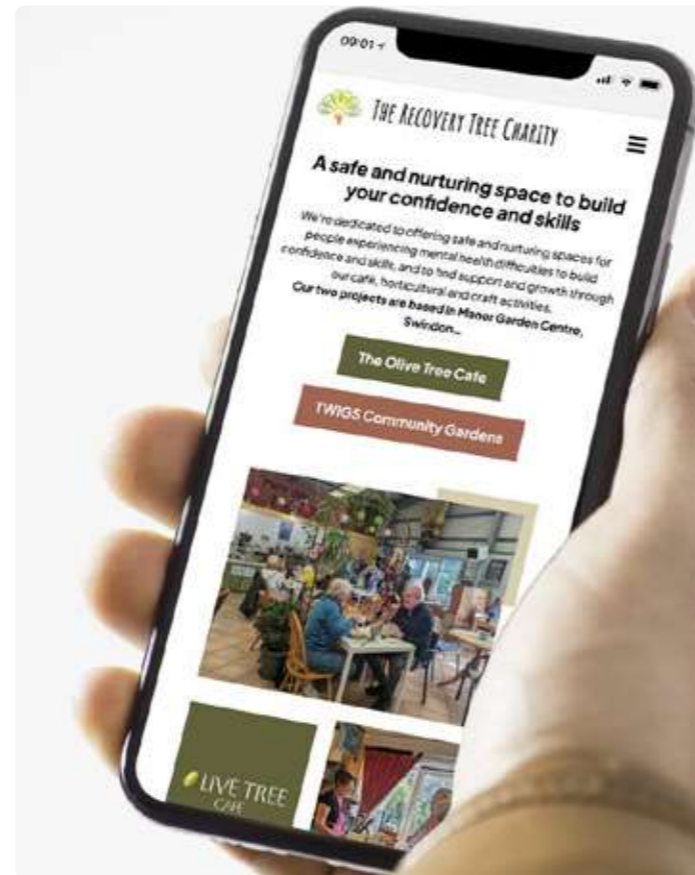 09:01
THE RECOVERY TREE CHARITY
A safe and nurturing space to build
your confidence and skills
We're dedicated to offering safe and nurturing spaces for
people experiencing mental health difficulties to build
confidence and skills, and to find support and growth through
our café, horticultural and craft activities.
Our two projects are based in Manor Garden Centre,
Swindon...
The Olive Tree Cafe
TWIGS Community Gardens
LIVE TREE
CAFE